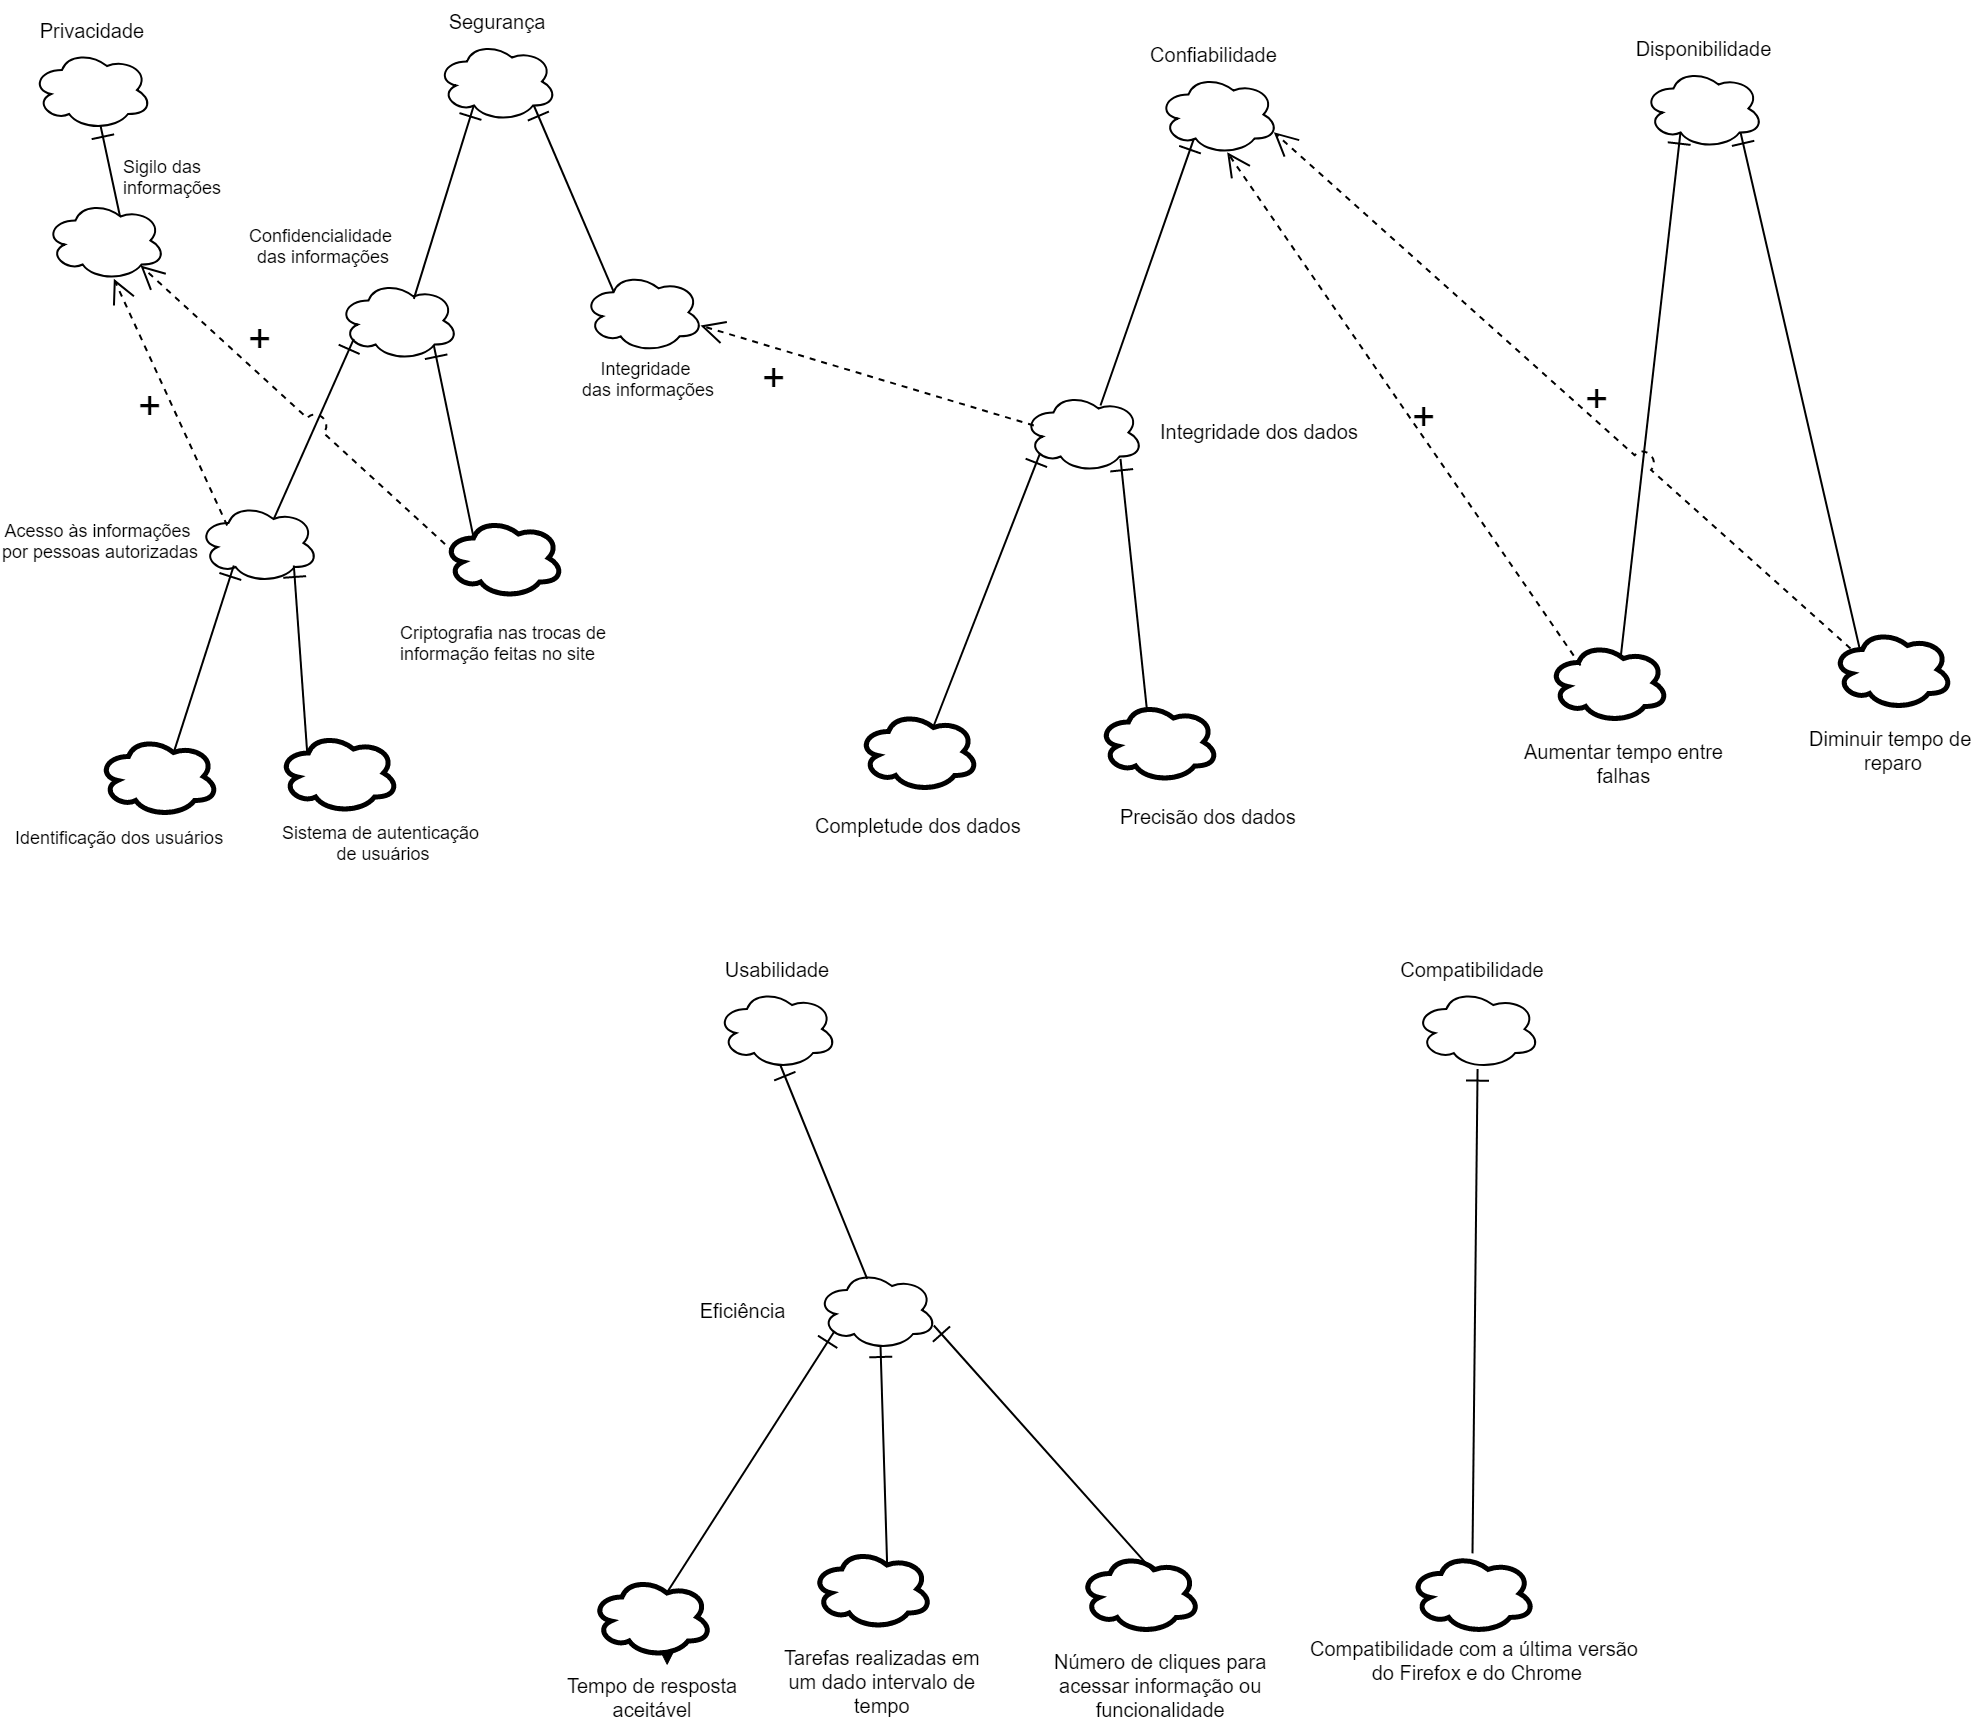 Privacidade
Segurança
Confiabilidade
Disponibilidade
Sigilo das
informações
Confidencialidade
das informações
+
Integridade
das informações
+
+
+
+
Integridade dos dados
Acesso às informações
por pessoas autorizadas
Criptografia nas trocas de
informação feitas no site
Aumentar tempo entre
falhas
Diminuir tempo de
reparo
Identificação dos usuários
Sistema de autenticação
de usuários
Completude dos dados
Precisão dos dados
Usabilidade
Compatibilidade
Eficiência
Tempo de resposta
aceitável
Tarefas realizadas em
um dado intervalo de
tempo
Número de cliques para
acessar informação ou
funcionalidade
Compatibilidade com a última versão
do Firefox e do Chrome